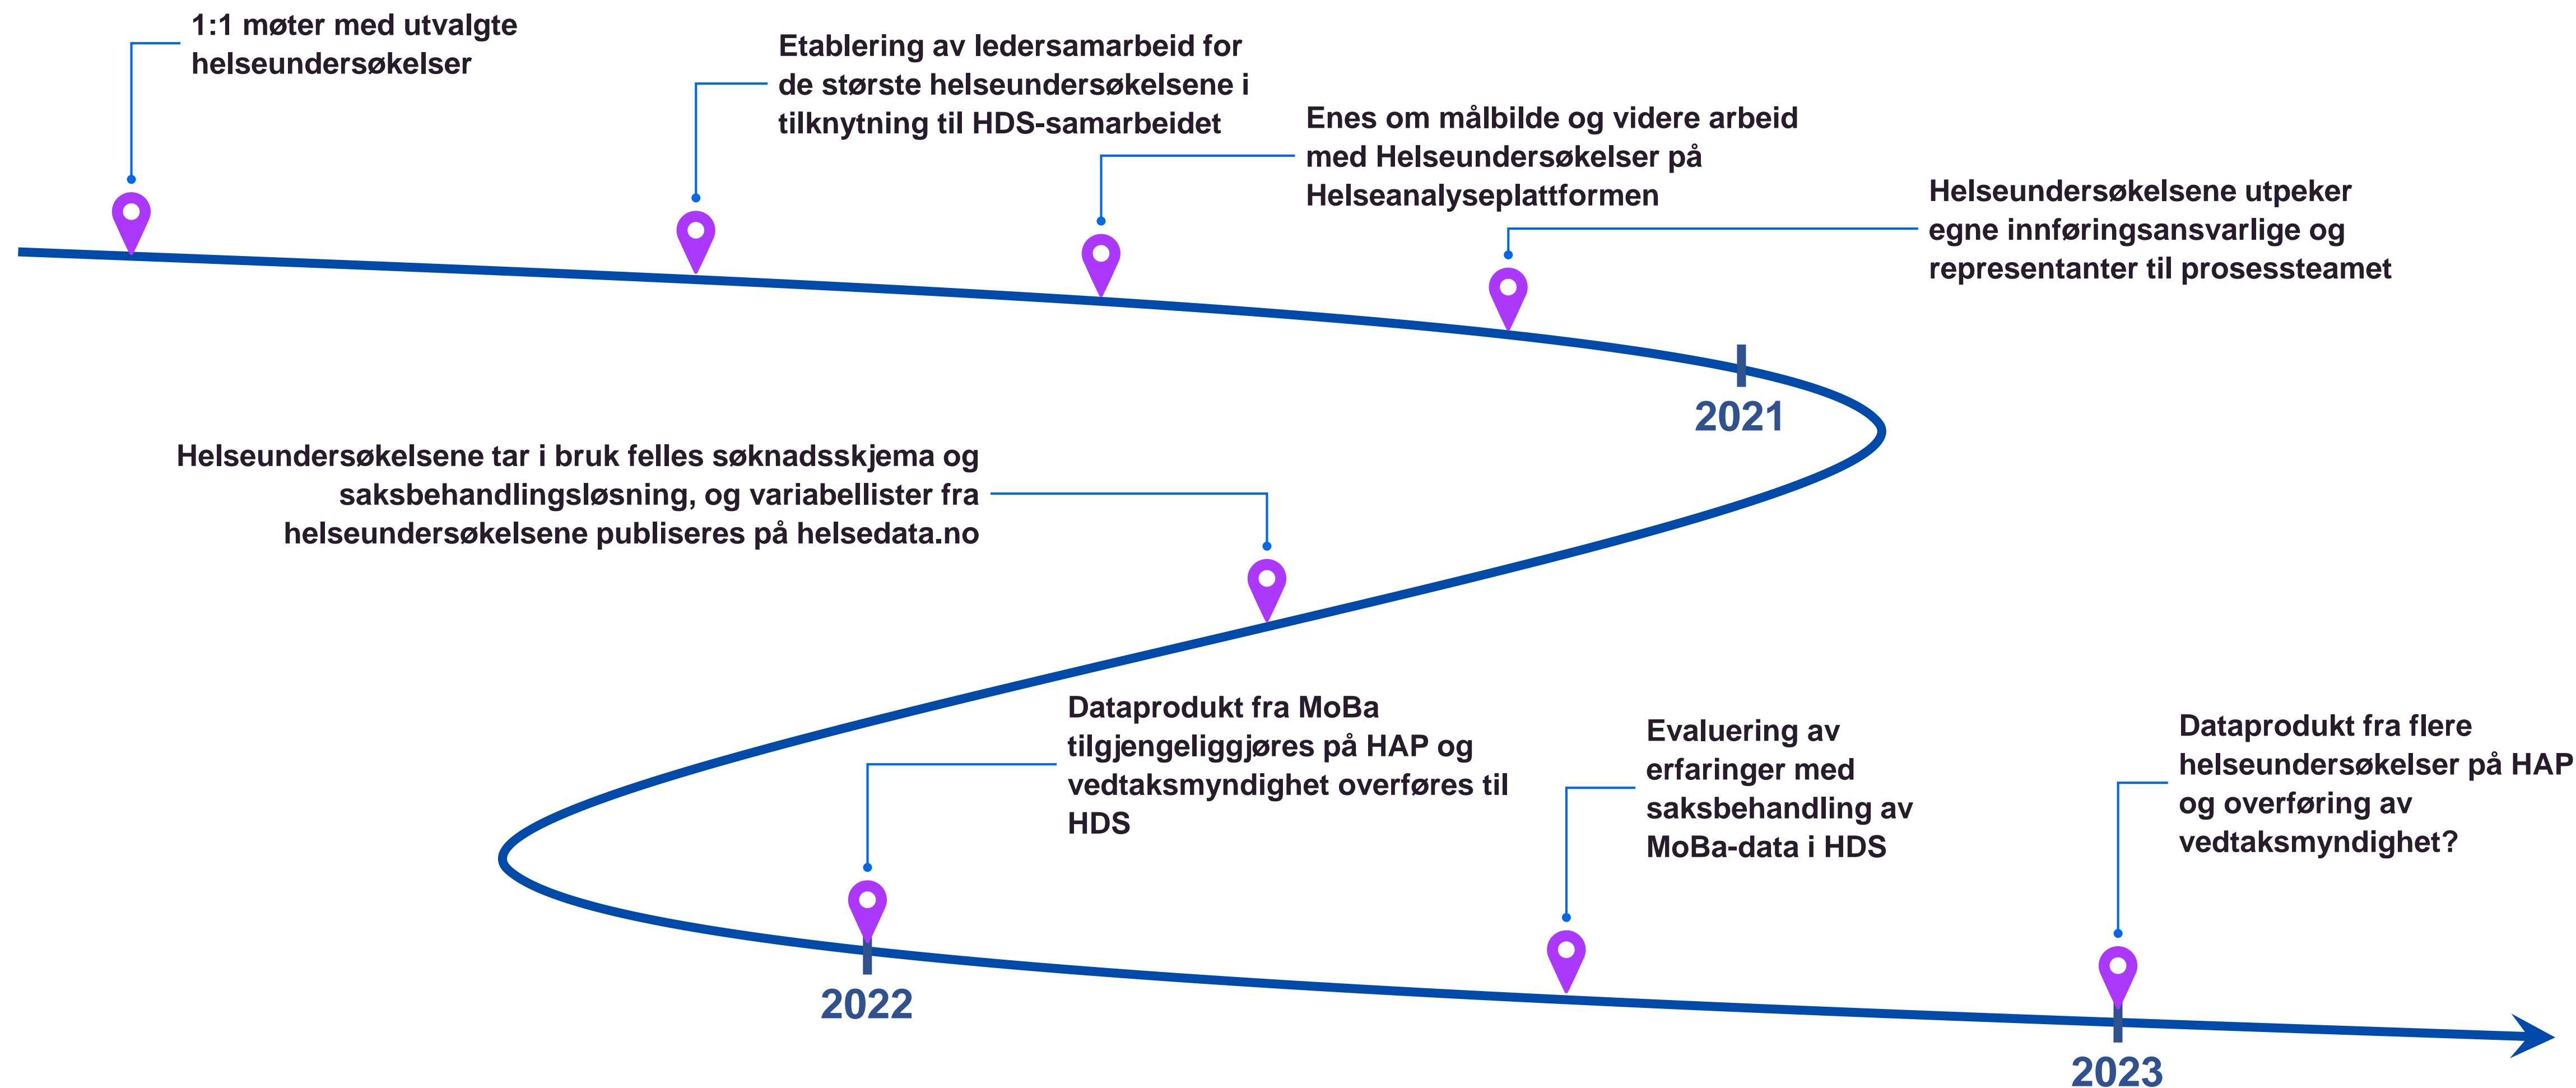 1:1 møter med utvalgte
helseundersøkelser
Etablering av ledersamarbeid for
de største helseundersøkelsene i
tilknytning til HDS-samarbeidet
Enes om målbilde og videre arbeid
med Helseundersøkelser på
Helseanalyseplattformen
Helseundersøkelsene utpeker
egne innføringsansvarlige og
representanter til prosessteamet
2021
Helseundersøkelsene tar i bruk felles søknadsskjema og
saksbehandlingsløsning, og variabellister fra
helseundersøkelsene publiseres på helsedata.no
Dataprodukt fra MoBa
tilgjengeliggjøres på HAP og
vedtaksmyndighet overføres til
HDS
2022
Evaluering av
erfaringer med
saksbehandling av
MoBa-data i HDS
Dataprodukt fra flere
helseundersøkelser på HAP
og overføring av
vedtaksmyndighet?
2023